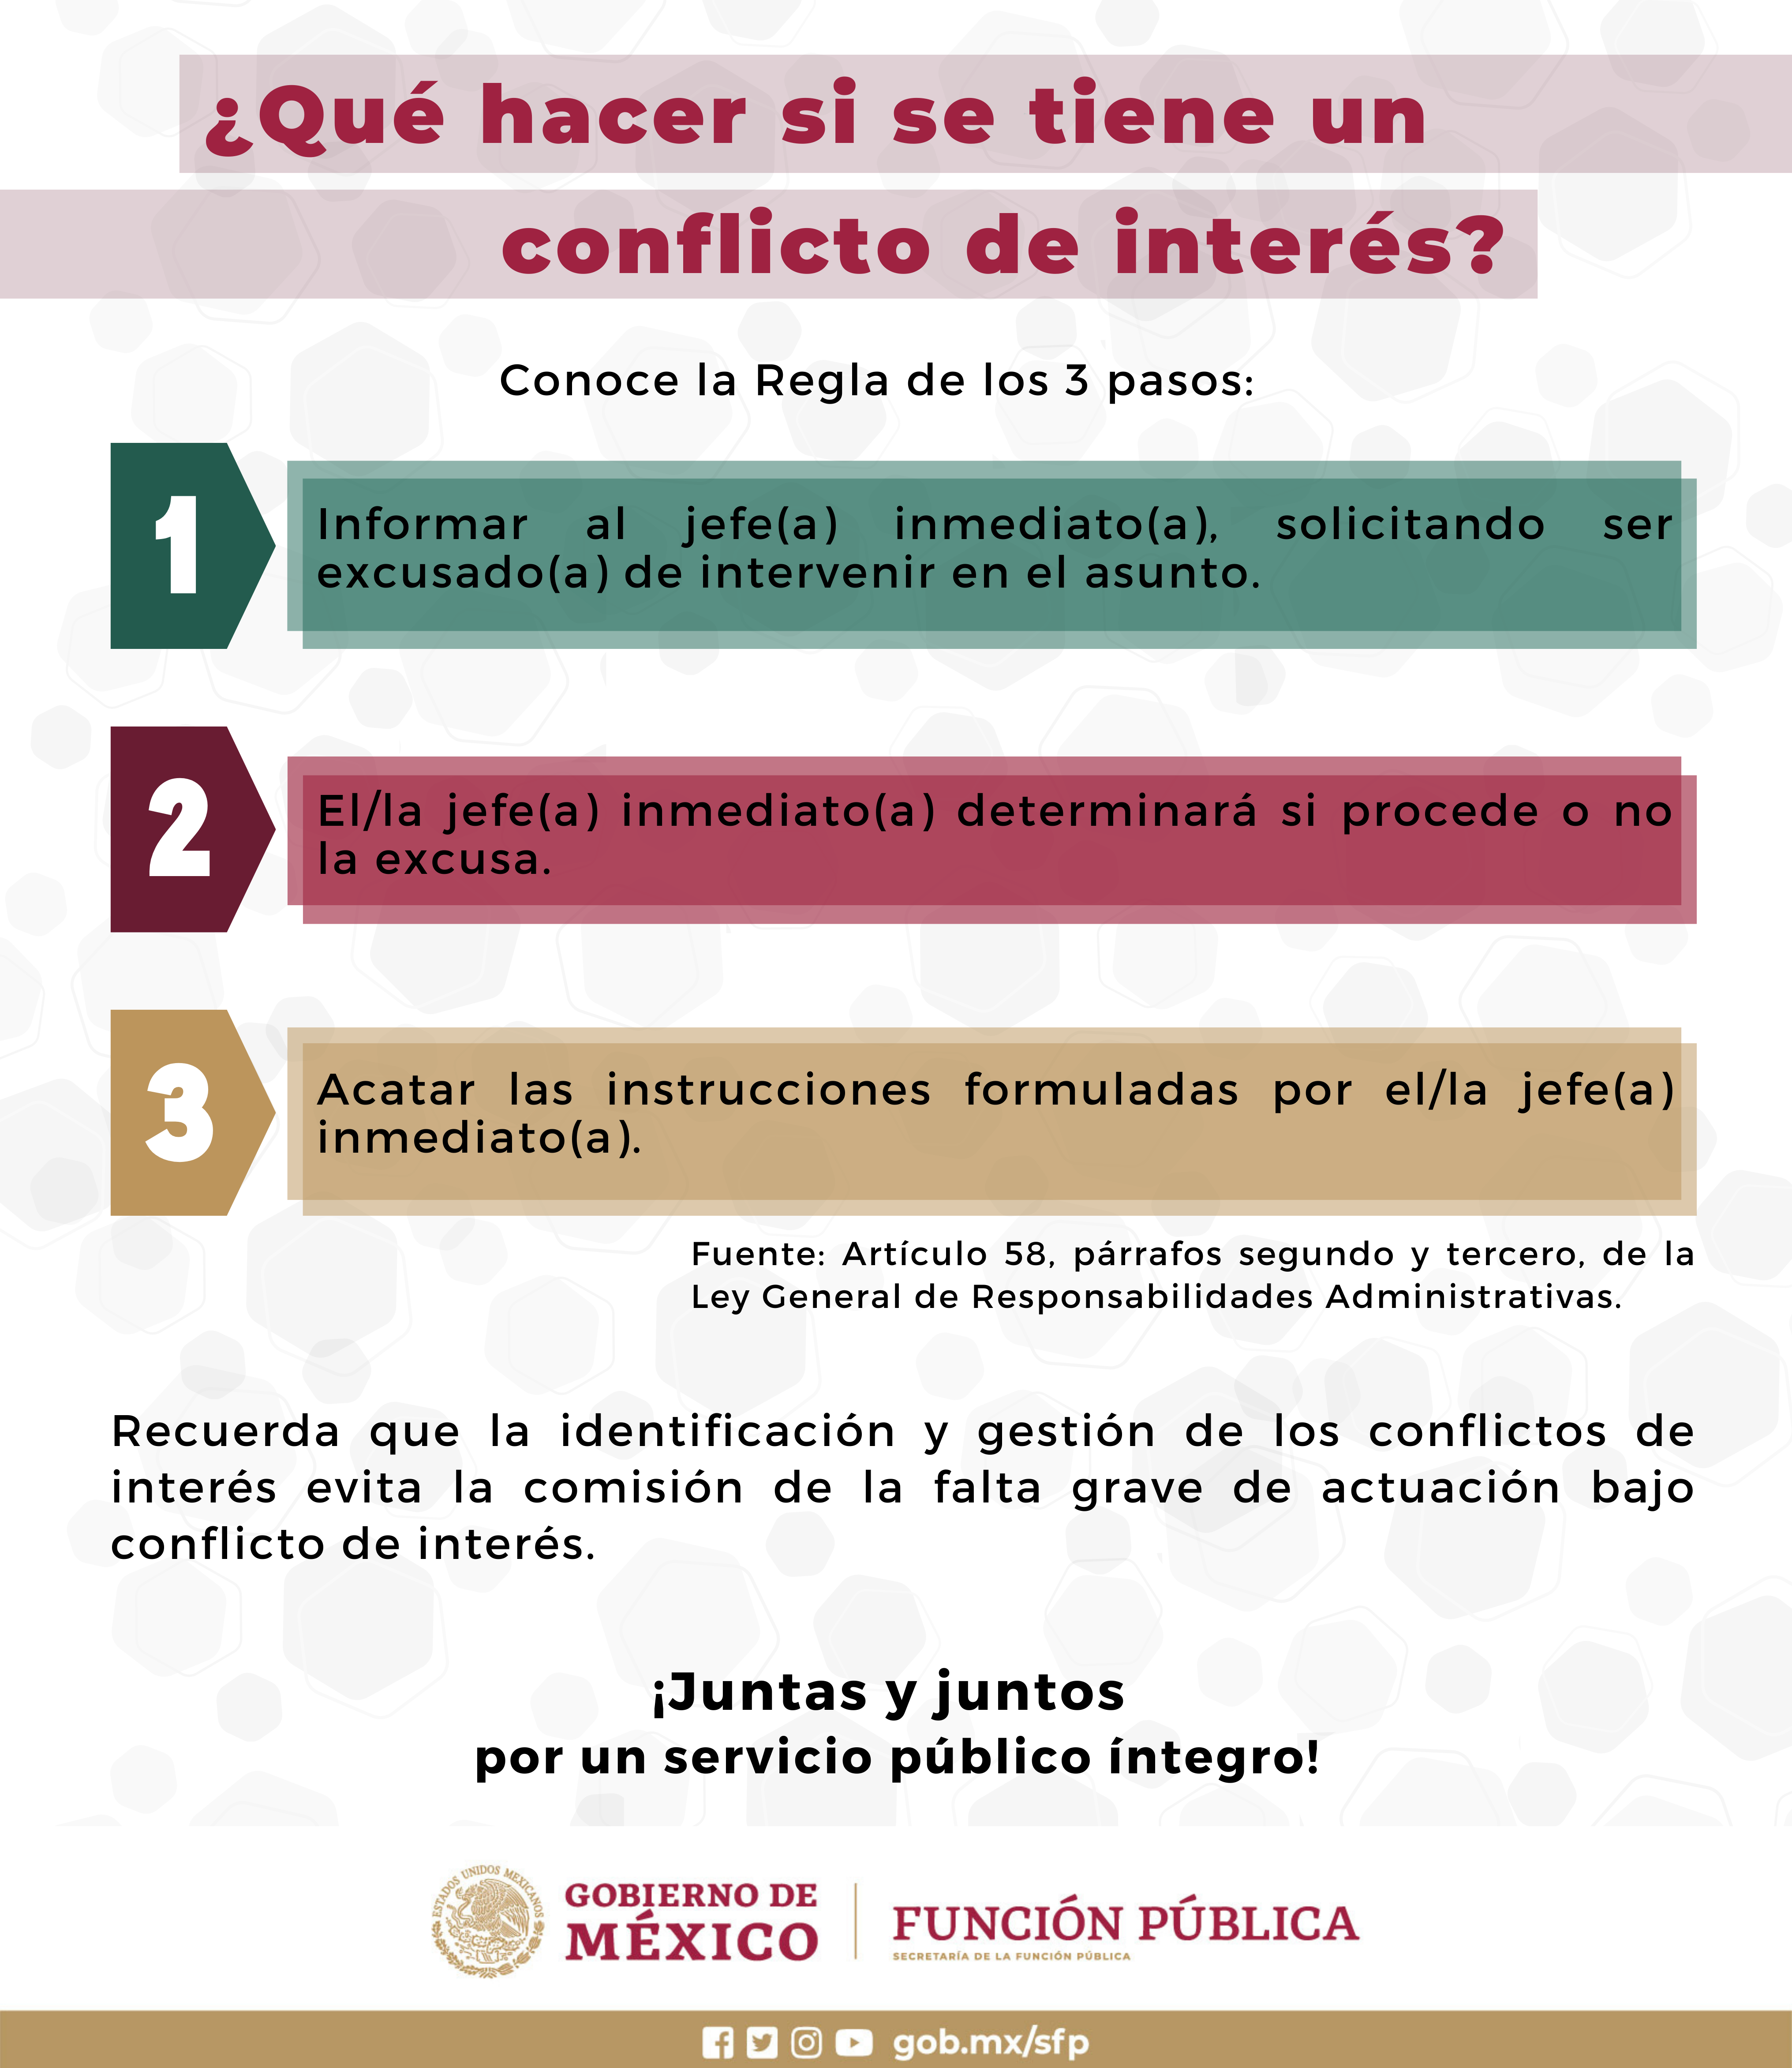 ¿Qué hacer si se tiene un
conflicto de interés?
Conoce la Regla de los 3 pasos:
1
Informar al jefe(a) inmediato(a), solicitando ser
excusado(a) de intervenir en el asunto.
2
El/la jefe(a) inmediato(a) determinará si procede o no
la excusa.
3
Acatar las instrucciones formuladas por el/la jefe(a)
inmediato(a).
Fuente: Artículo 58, párrafos segundo y tercero, de la
Ley General de Responsabilidades Administrativas.
Recuerda que la identificación y gestión de los conflictos de
interés evita la comisión de la falta grave de actuación bajo
conflicto de interés.
¡Juntas y juntos
por un servicio público íntegro!
ESTADOS UNIDOS MEXICANOS
GOBIERNO DE
MÉXICO
FUNCIÓN PÚBLICA
SECRETARÍA DE LA FUNCIÓN PÚBLICA
gob.mx/sfp